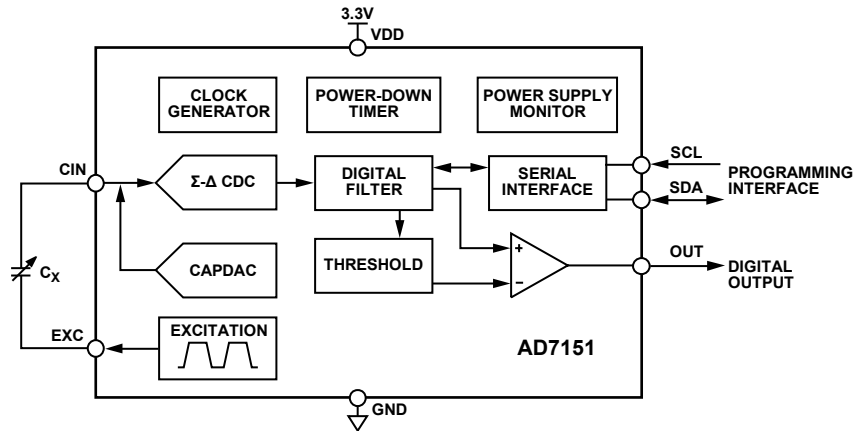 3.3V
VDD
CLOCK
GENERATOR
POWER-DOWN
TIMER
POWER SUPPLY
MONITOR
CIN
Σ-Δ CDC
DIGITAL
FILTER
SERIAL
INTERFACE
SCL
SDA
PROGRAMMING
INTERFACE
CX
CAPDAC
THRESHOLD
+
−
OUT
DIGITAL
OUTPUT
EXC
EXCITATION
AD7151
GND